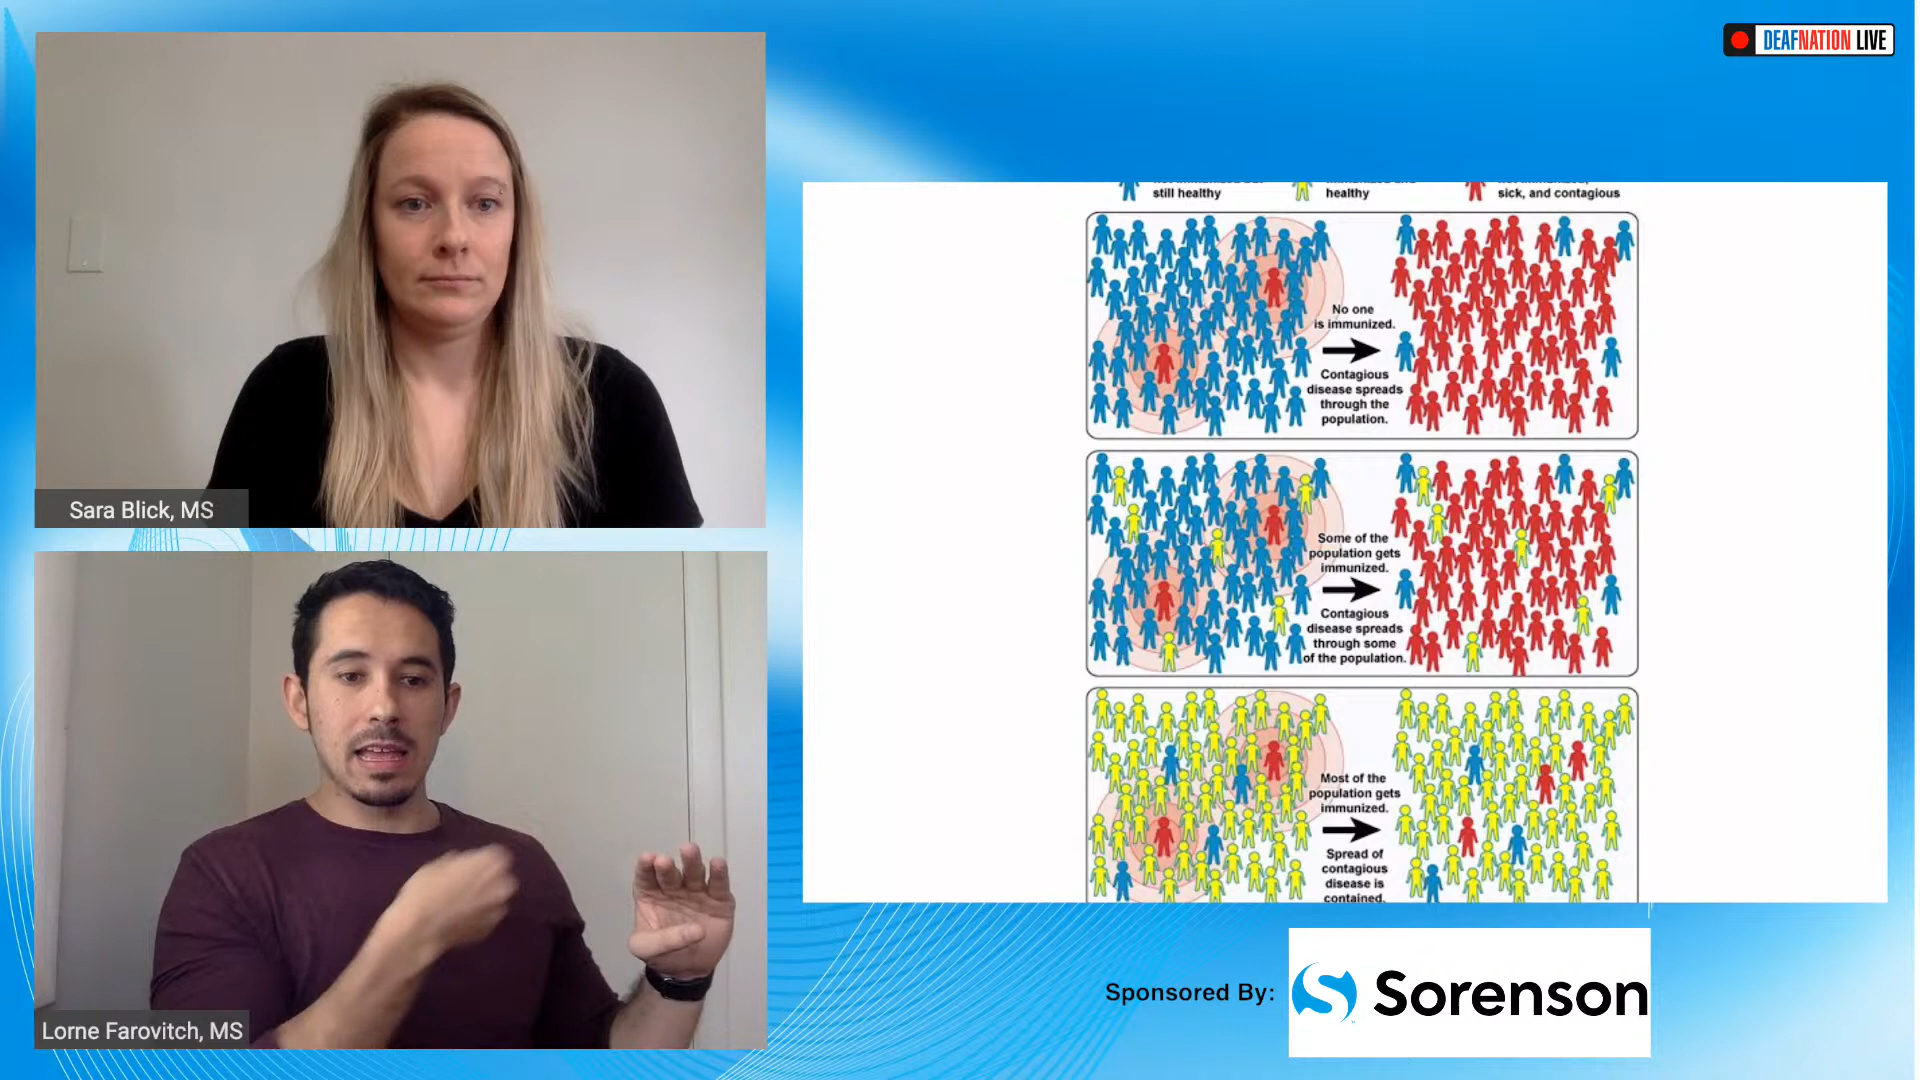 DEAFNATION LIVE
still healthy
healthy
sick, and contagious
No one
is immunized.
Contagious
disease spreads
through the
population.
Some of the
population gets
immunized.
Contagious
disease spreads
through some
of the population.
Most of the
population gets
immunized.
Spread of
contagious
disease is
contained.
Sara Blick, MS
Lorne Farovitch, MS
Sponsored By:
Sorenson